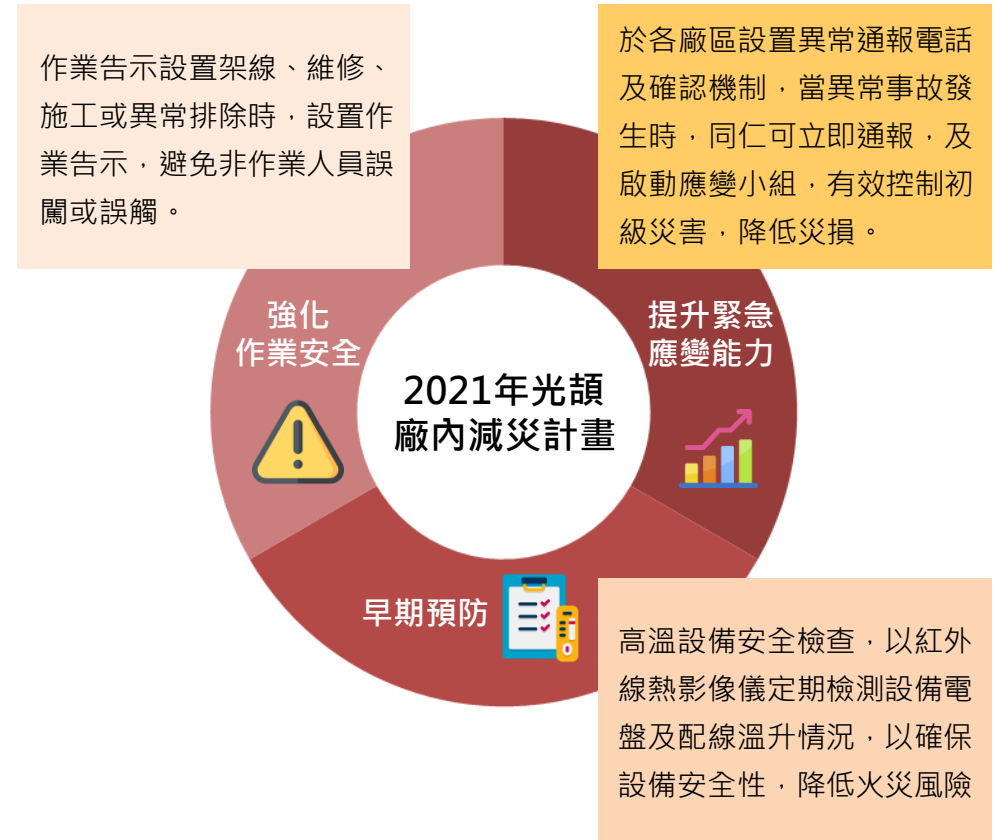 作業告示設置架線、維修、
施工或異常排除時，設置作
業告示，避免非作業人員誤
闖或誤觸。
於各廠區設置異常通報電話
及確認機制，當異常事故發
生時，同仁可立即通報，及
啟動應變小組，有效控制初
級災害，降低災損。
強化
作業安全
提升緊急
應變能力
2021年光頡
廠內減災計畫
早期預防
高溫設備安全檢查，以紅外
線熱影像儀定期檢測設備電
盤及配線溫升情況，以確保
設備安全性，降低火災風險